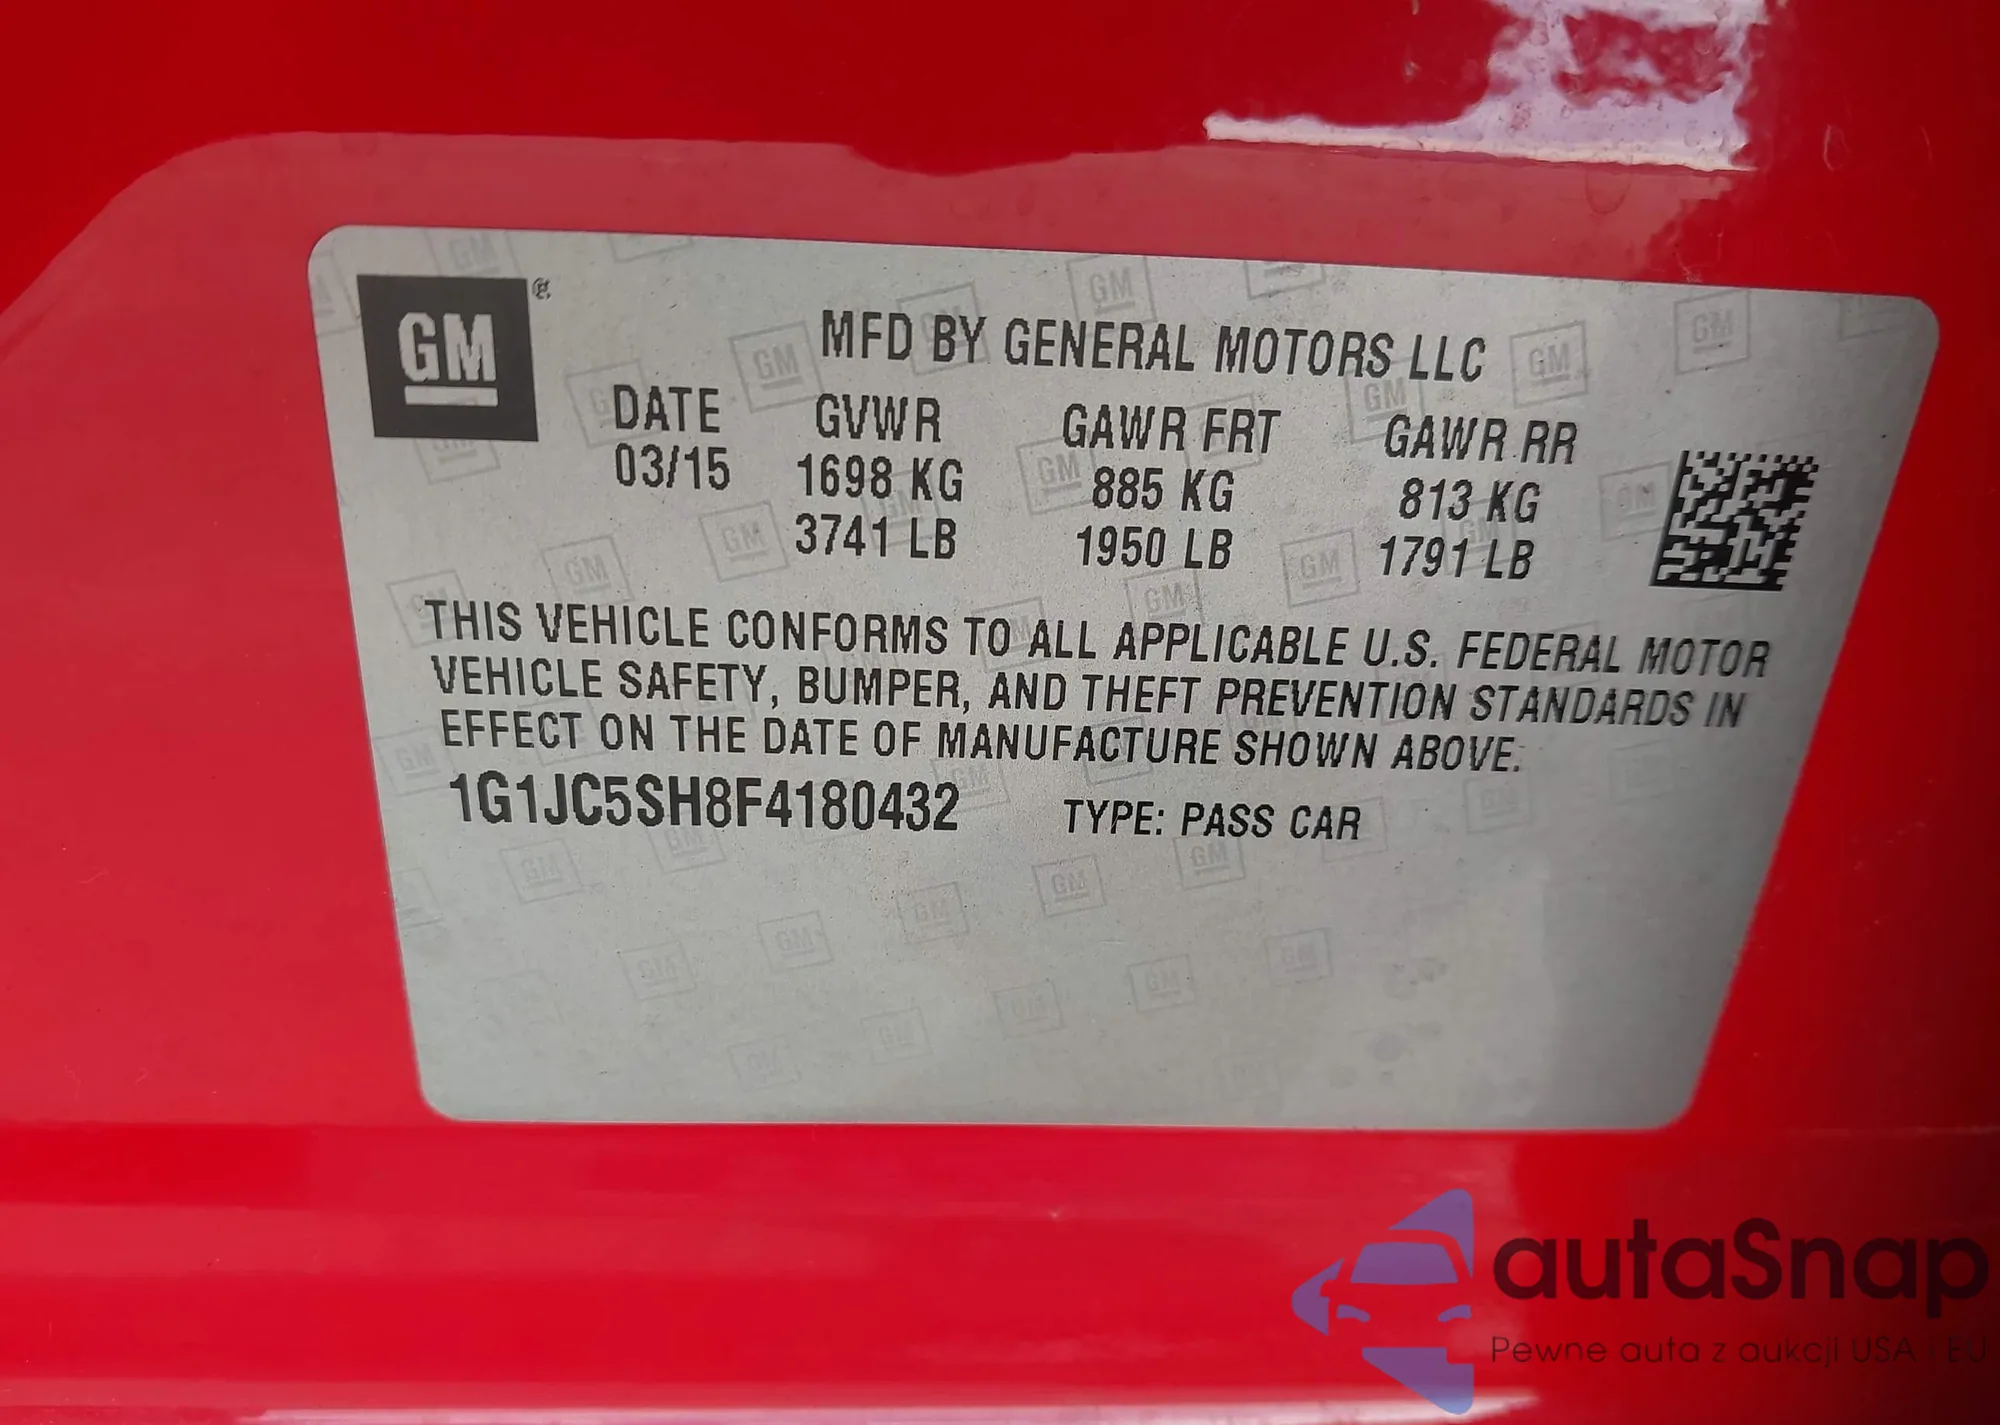 GM ®
MFD BY GENERAL MOTORS LLC
DATE GVWR GAWR FRT GAWR RR
03/15 1698 KG 885 KG 813 KG
3741 LB 1950 LB 1791 LB
THIS VEHICLE CONFORMS TO ALL APPLICABLE U.S. FEDERAL MOTOR
VEHICLE SAFETY, BUMPER, AND THEFT PREVENTION STANDARDS IN
EFFECT ON THE DATE OF MANUFACTURE SHOWN ABOVE.
1G1JC5SH8F4180432 TYPE: PASS CAR
autaSnap
Pewne auta z aukcji USA i EU